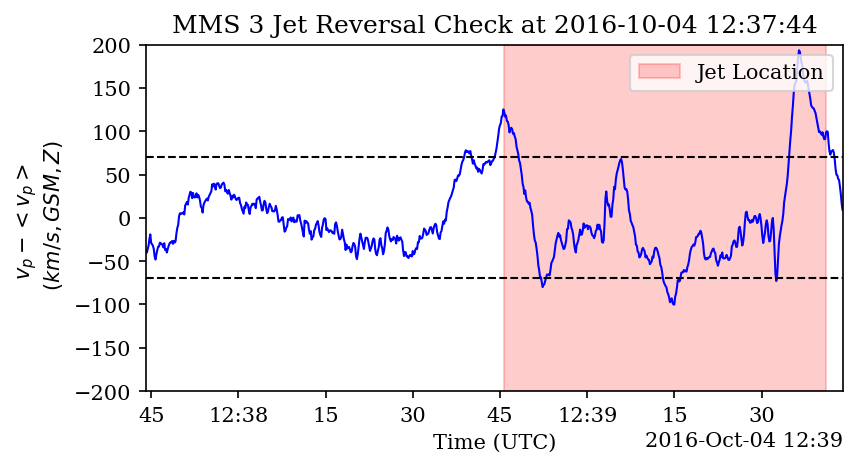 MMS 3 Jet Reversal Check at 2016-10-04 12:37:44
v_p − < v_p >
(km/s, GSM, Z)
200
150
100
50
0
−50
−100
−150
−200
Jet Location
45 12:38 15 30 45 12:39 15 30
Time (UTC)
2016-Oct-04 12:39